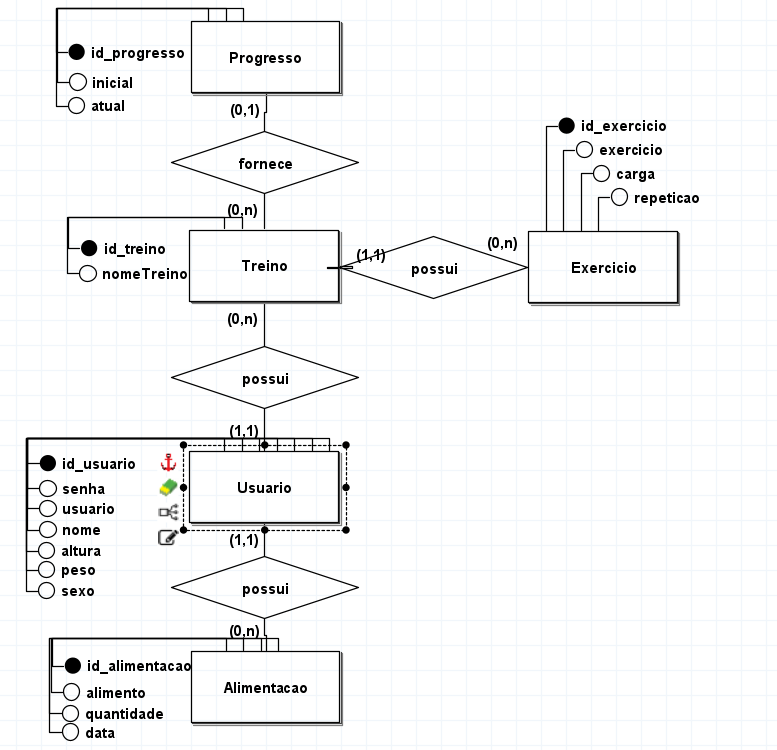 id_progresso
inicial
atual
Progresso
(0,1)
fornece
(0,n)
id_treino
nomeTreino
Treino
(1,1)
possui
(0,n)
id_exercicio
exercicio
carga
repeticao
Exercicio
(0,n)
possui
(1,1)
id_usuario
senha
usuario
nome
altura
peso
sexo
Usuario
(1,1)
possui
(0,n)
id_alimentacao
alimento
quantidade
data
Alimentacao